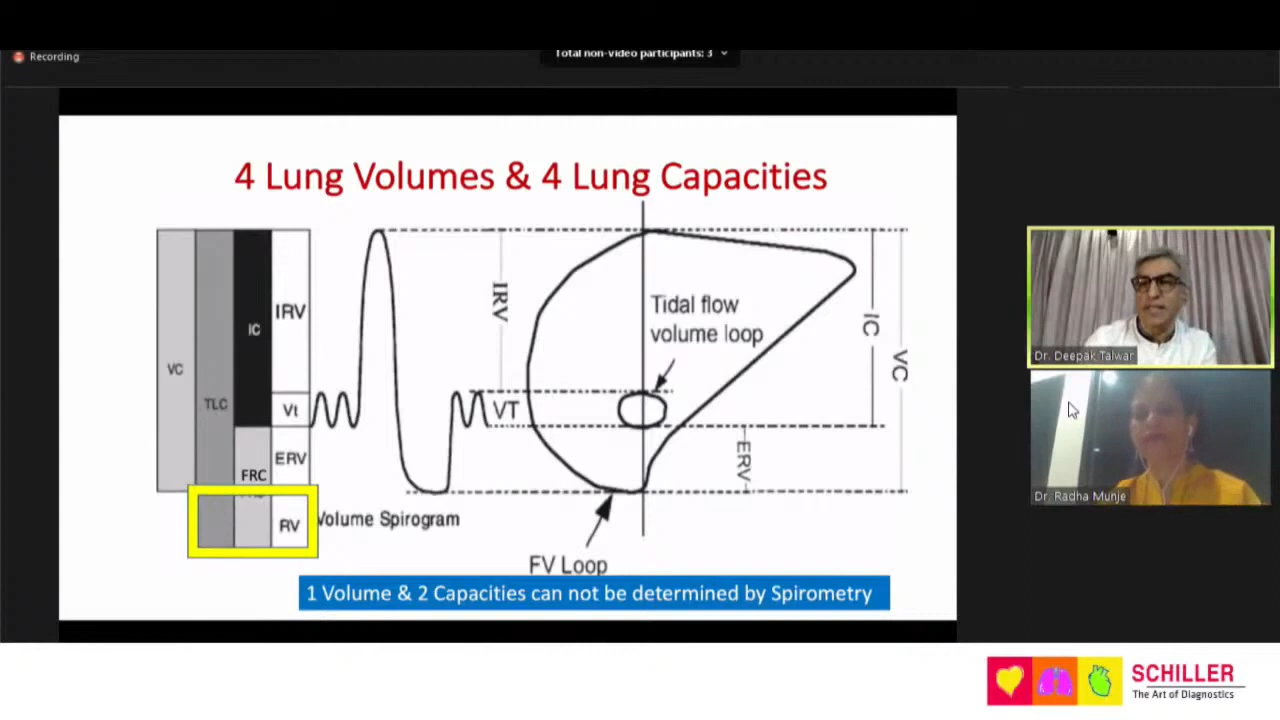 Recording
Total non-video participants: 3
4 Lung Volumes & 4 Lung Capacities
VC
TLC
IC
IRV
Vt
FRC
ERV
RV
Volume Spirogram
IRV
VT
Tidal flow
volume loop
IC
VC
ERV
FV Loop
1 Volume & 2 Capacities can not be determined by Spirometry
Dr. Deepak Talwar
Dr. Radha Munje
SCHILLER
The Art of Diagnostics